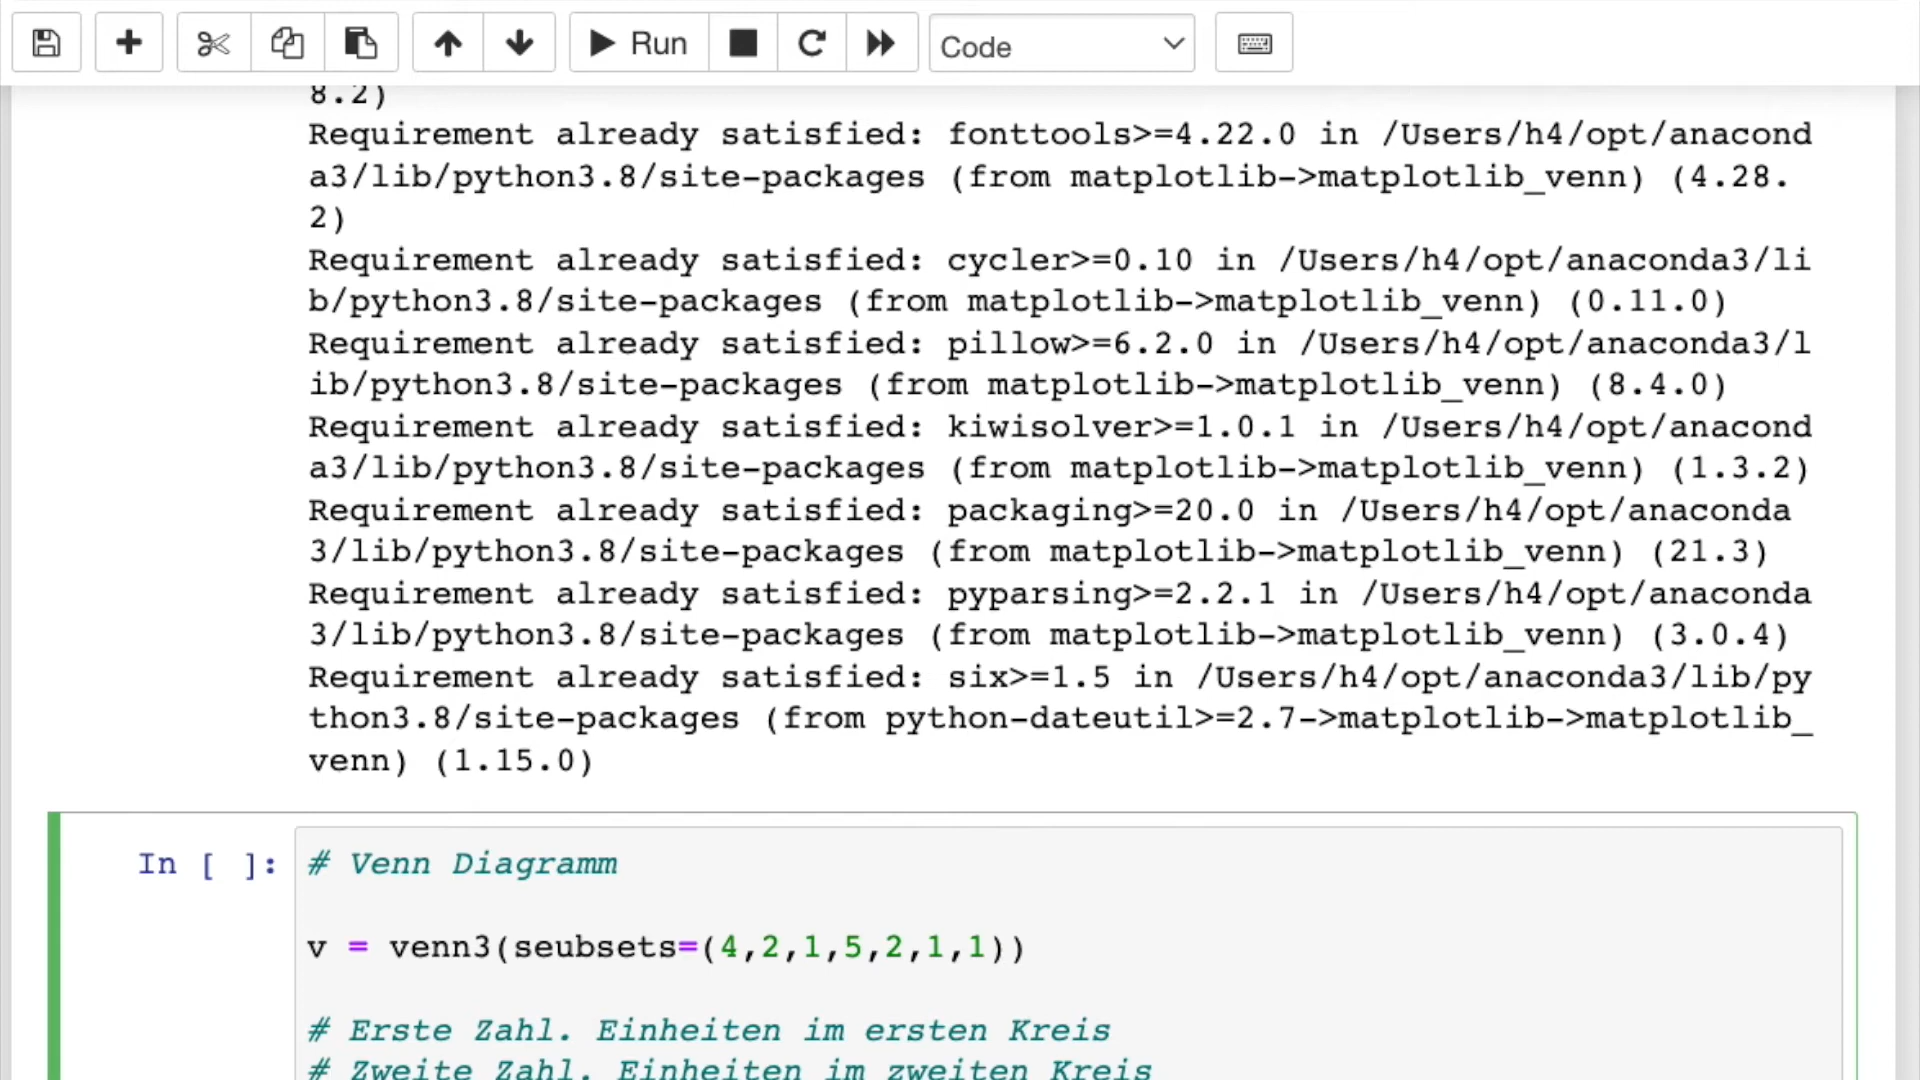 Run
Code
8.2)
Requirement already satisfied: fonttools>=4.22.0 in /Users/h4/opt/anacond
a3/lib/python3.8/site-packages (from matplotlib->matplotlib_venn) (4.28.
2)
Requirement already satisfied: cycler>=0.10 in /Users/h4/opt/anaconda3/li
b/python3.8/site-packages (from matplotlib->matplotlib_venn) (0.11.0)
Requirement already satisfied: pillow>=6.2.0 in /Users/h4/opt/anaconda3/l
ib/python3.8/site-packages (from matplotlib->matplotlib_venn) (8.4.0)
Requirement already satisfied: kiwisolver>=1.0.1 in /Users/h4/opt/anacond
a3/lib/python3.8/site-packages (from matplotlib->matplotlib_venn) (1.3.2)
Requirement already satisfied: packaging>=20.0 in /Users/h4/opt/anaconda
3/lib/python3.8/site-packages (from matplotlib->matplotlib_venn) (21.3)
Requirement already satisfied: pyparsing>=2.2.1 in /Users/h4/opt/anaconda
3/lib/python3.8/site-packages (from matplotlib->matplotlib_venn) (3.0.4)
Requirement already satisfied: six>=1.5 in /Users/h4/opt/anaconda3/lib/py
thon3.8/site-packages (from python-dateutil>=2.7->matplotlib->matplotlib_
venn) (1.15.0)
In [ ]:
# Venn Diagramm
v = venn3(seubsets=(4,2,1,5,2,1,1))
# Erste Zahl. Einheiten im ersten Kreis
# Zweite Zahl. Einheiten im zweiten Kreis